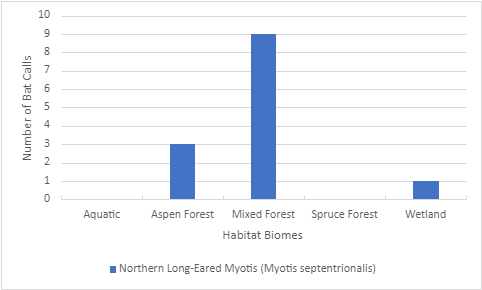 10
9
8
7
6
5
4
3
2
1
0
Number of Bat Calls
Aquatic Aspen Forest Mixed Forest Spruce Forest Wetland
Habitat Biomes
Northern Long-Eared Myotis (Myotis septentrionalis)